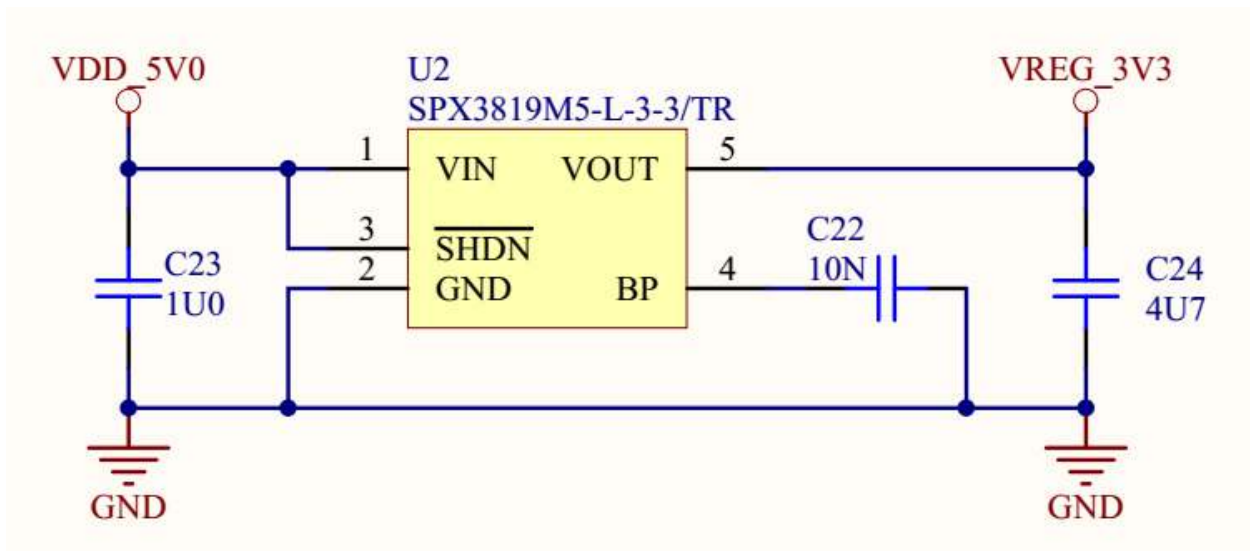 VDD_5V0
U2
SPX3819M5-L-3-3/TR
VREG_3V3
1
VIN
VOUT
5
3
SHDN
2
GND
BP
4
C23
1U0
C22
10N
C24
4U7
GND
GND